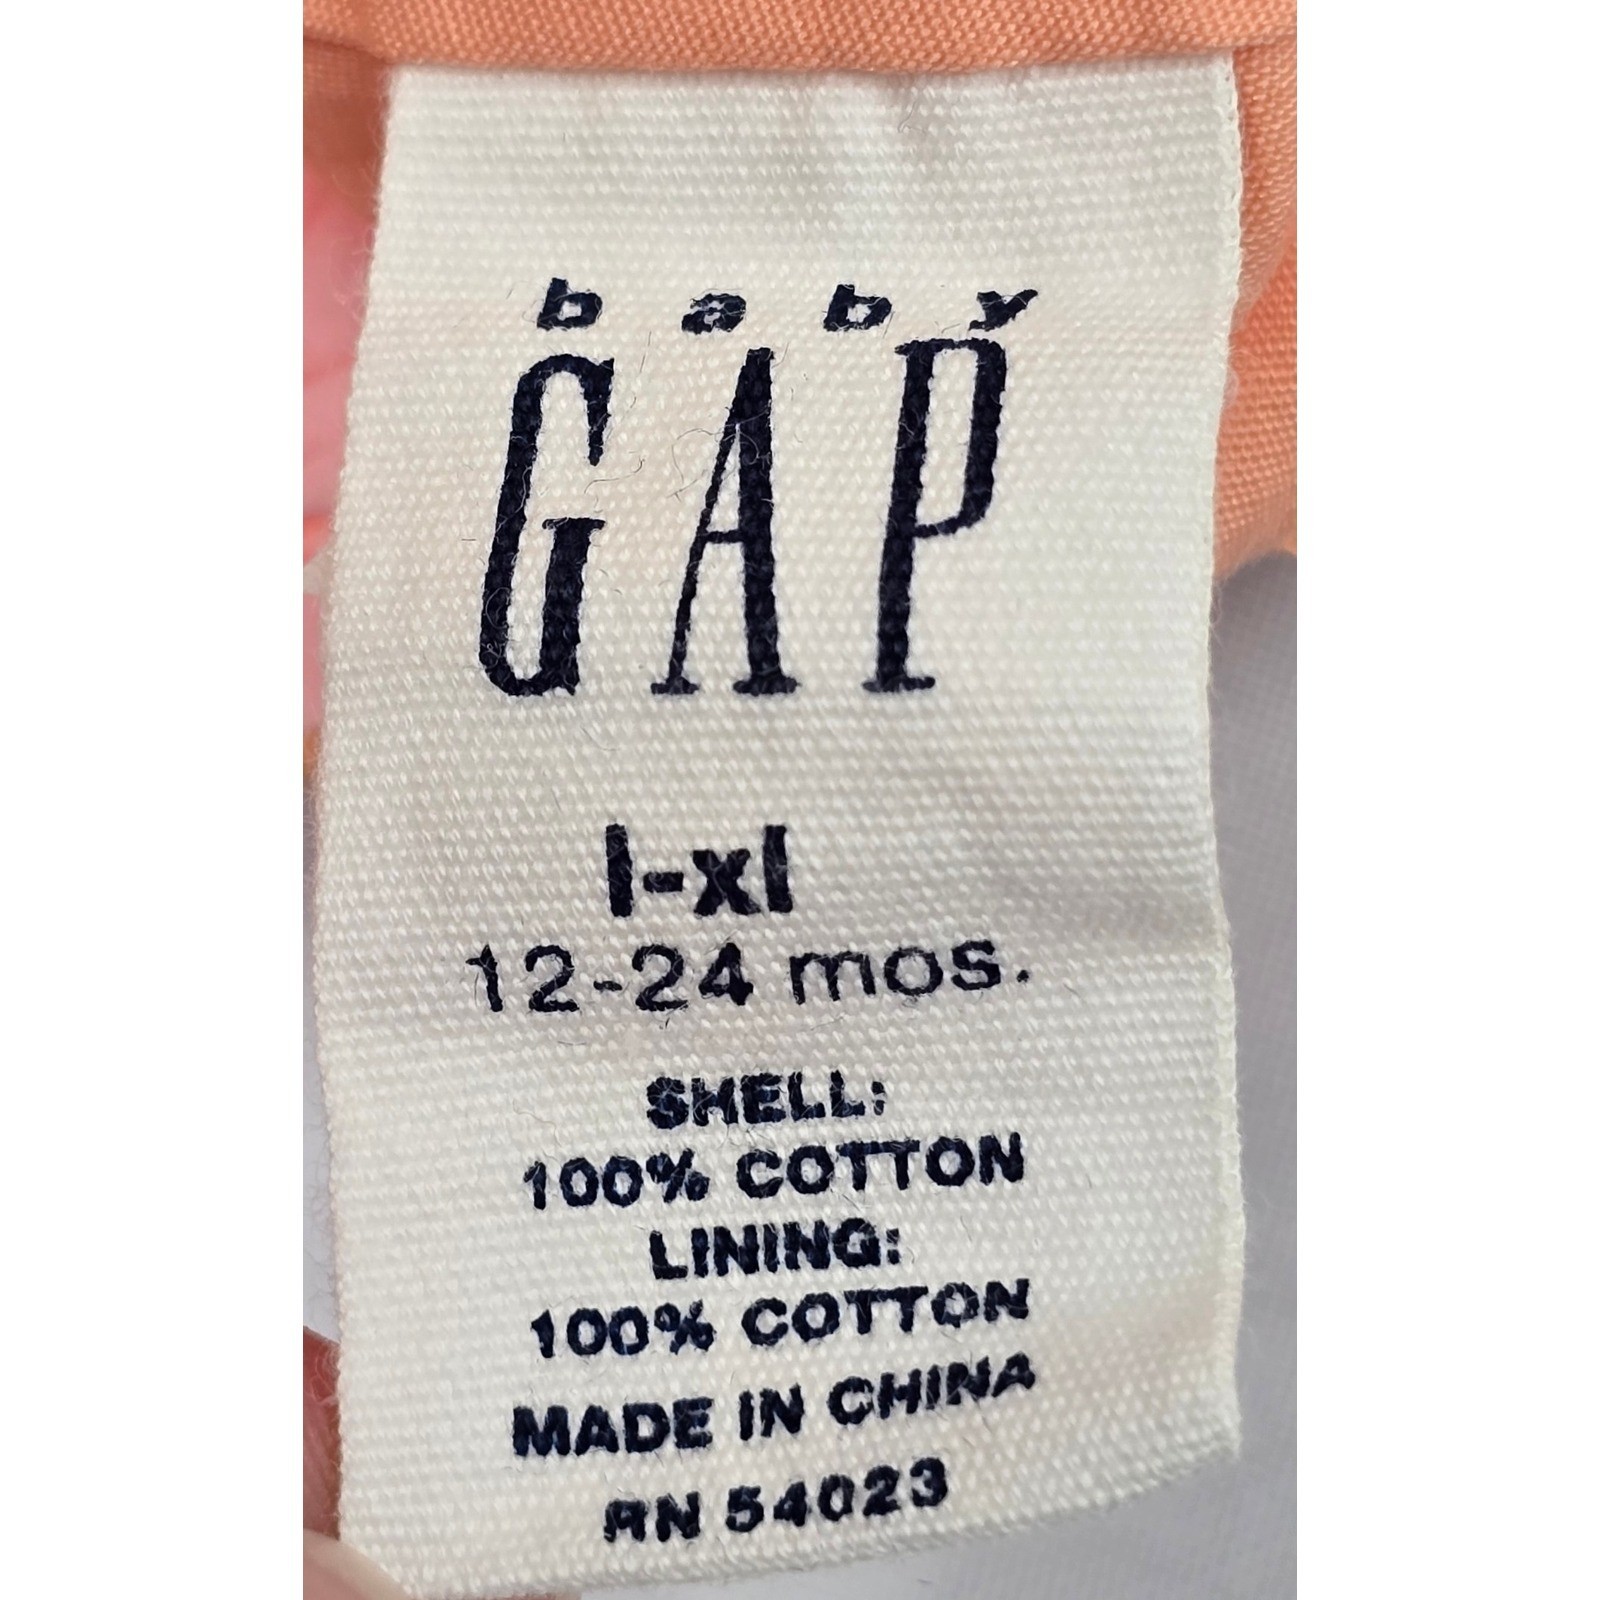 baby
GAP
l-xl
12-24 mos.
SHELL:
100% COTTON
LINING:
100% COTTON
MADE IN CHINA
RN 54023